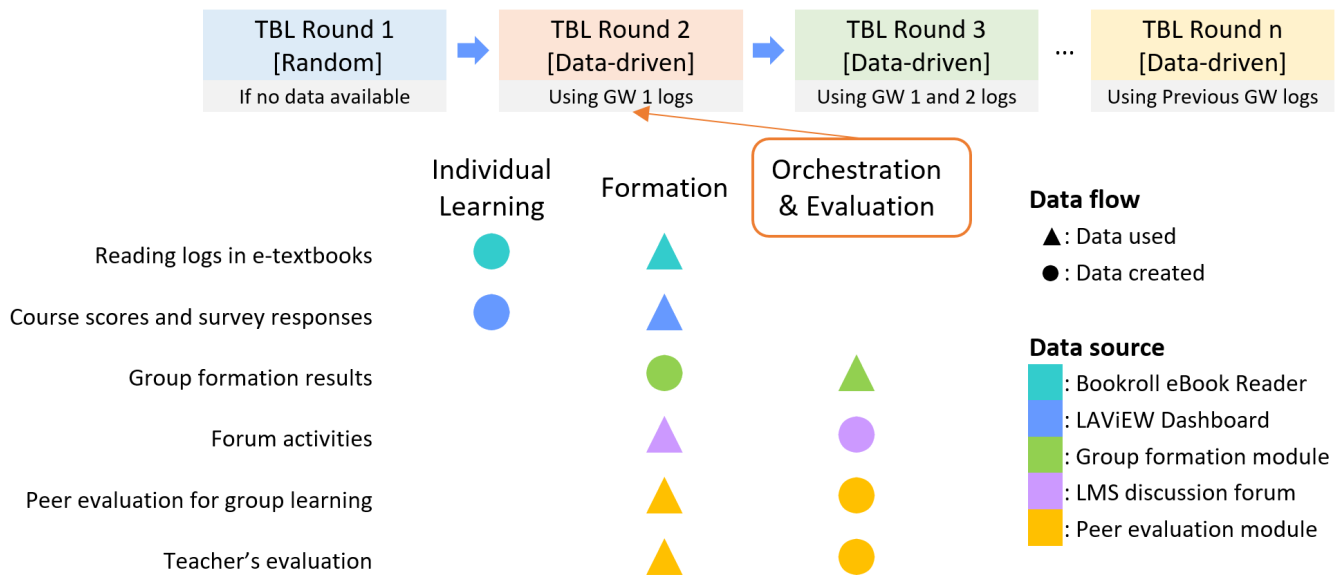 TBL Round 1
[Random]
If no data available
TBL Round 2
[Data-driven]
Using GW 1 logs
TBL Round 3
[Data-driven]
Using GW 1 and 2 logs
...
TBL Round n
[Data-driven]
Using Previous GW logs
Individual
Learning
Formation
Orchestration
& Evaluation
Reading logs in e-textbooks
Course scores and survey responses
Group formation results
Forum activities
Peer evaluation for group learning
Teacher’s evaluation
Data flow
: Data used
: Data created
Data source
: Bookroll eBook Reader
: LAViEW Dashboard
: Group formation module
: LMS discussion forum
: Peer evaluation module